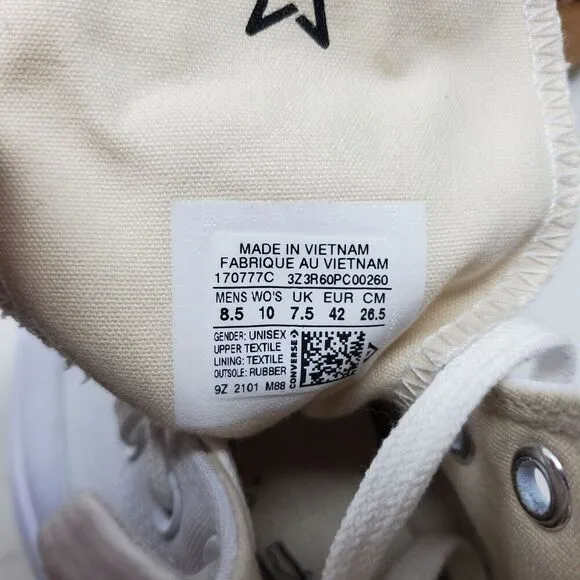 MADE IN VIETNAM
FABRIQUE AU VIETNAM
170777C 3Z3R60PC00260
MENS WO'S UK EUR CM
8.5 10 7.5 42 26.5
GENDER: UNISEX
UPPER TEXTILE
LINING: TEXTILE
OUTSOLE: RUBBER
9Z 2101 M88
CONVERSE